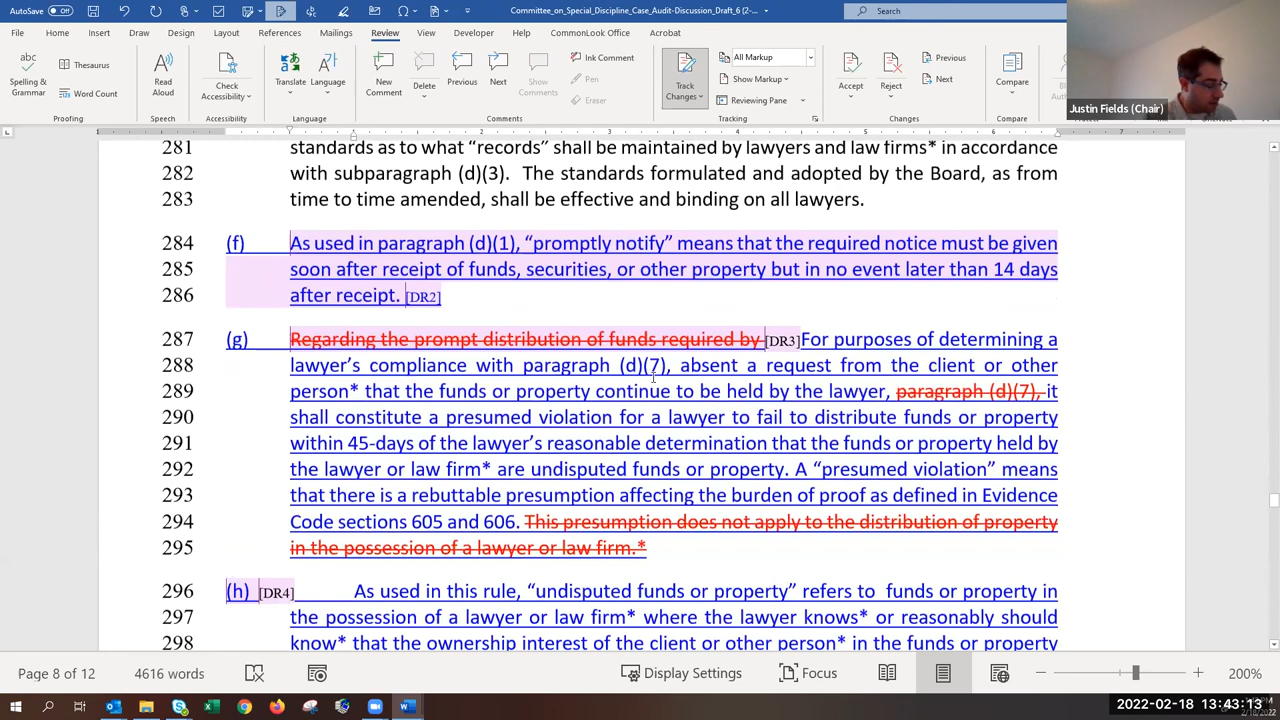 AutoSave Off Committee_on_Special_Discipline_Case_Audit-Discussion_Draft_6 (2-... Search
File Home Insert Draw Design Layout References Mailings Review View Developer Help CommonLook Office Acrobat
abc Spelling & Grammar Thesaurus Word Count Proofing
Read Aloud Speech
Check Accessibility Accessibility
Translate Language Language
New Comment Delete Previous Next Show Comments Ink Comment Pen Eraser Comments
Track Changes All Markup Show Markup Reviewing Pane Tracking
Accept Reject Previous Next Changes
Compare Compare
Justin Fields (Chair)
1 2 3 4 5 6 7
281 standards as to what “records” shall be maintained by lawyers and law firms* in accordance
282 with subparagraph (d)(3). The standards formulated and adopted by the Board, as from
283 time to time amended, shall be effective and binding on all lawyers.
284 (f) As used in paragraph (d)(1), “promptly notify” means that the required notice must be given
285 soon after receipt of funds, securities, or other property but in no event later than 14 days
286 after receipt. [DR2]
287 (g) Regarding the prompt distribution of funds required by [DR3]For purposes of determining a
288 lawyer’s compliance with paragraph (d)(7), absent a request from the client or other
289 person* that the funds or property continue to be held by the lawyer, paragraph (d)(7), it
290 shall constitute a presumed violation for a lawyer to fail to distribute funds or property
291 within 45-days of the lawyer’s reasonable determination that the funds or property held by
292 the lawyer or law firm* are undisputed funds or property. A “presumed violation” means
293 that there is a rebuttable presumption affecting the burden of proof as defined in Evidence
294 Code sections 605 and 606. This presumption does not apply to the distribution of property
295 in the possession of a lawyer or law firm.*
296 (h) [DR4] As used in this rule, “undisputed funds or property” refers to funds or property in
297 the possession of a lawyer or law firm* where the lawyer knows* or reasonably should
298 know* that the ownership interest of the client or other person* in the funds or property
Page 8 of 12 4616 words Display Settings Focus 200%
2022-02-18 13:43:13